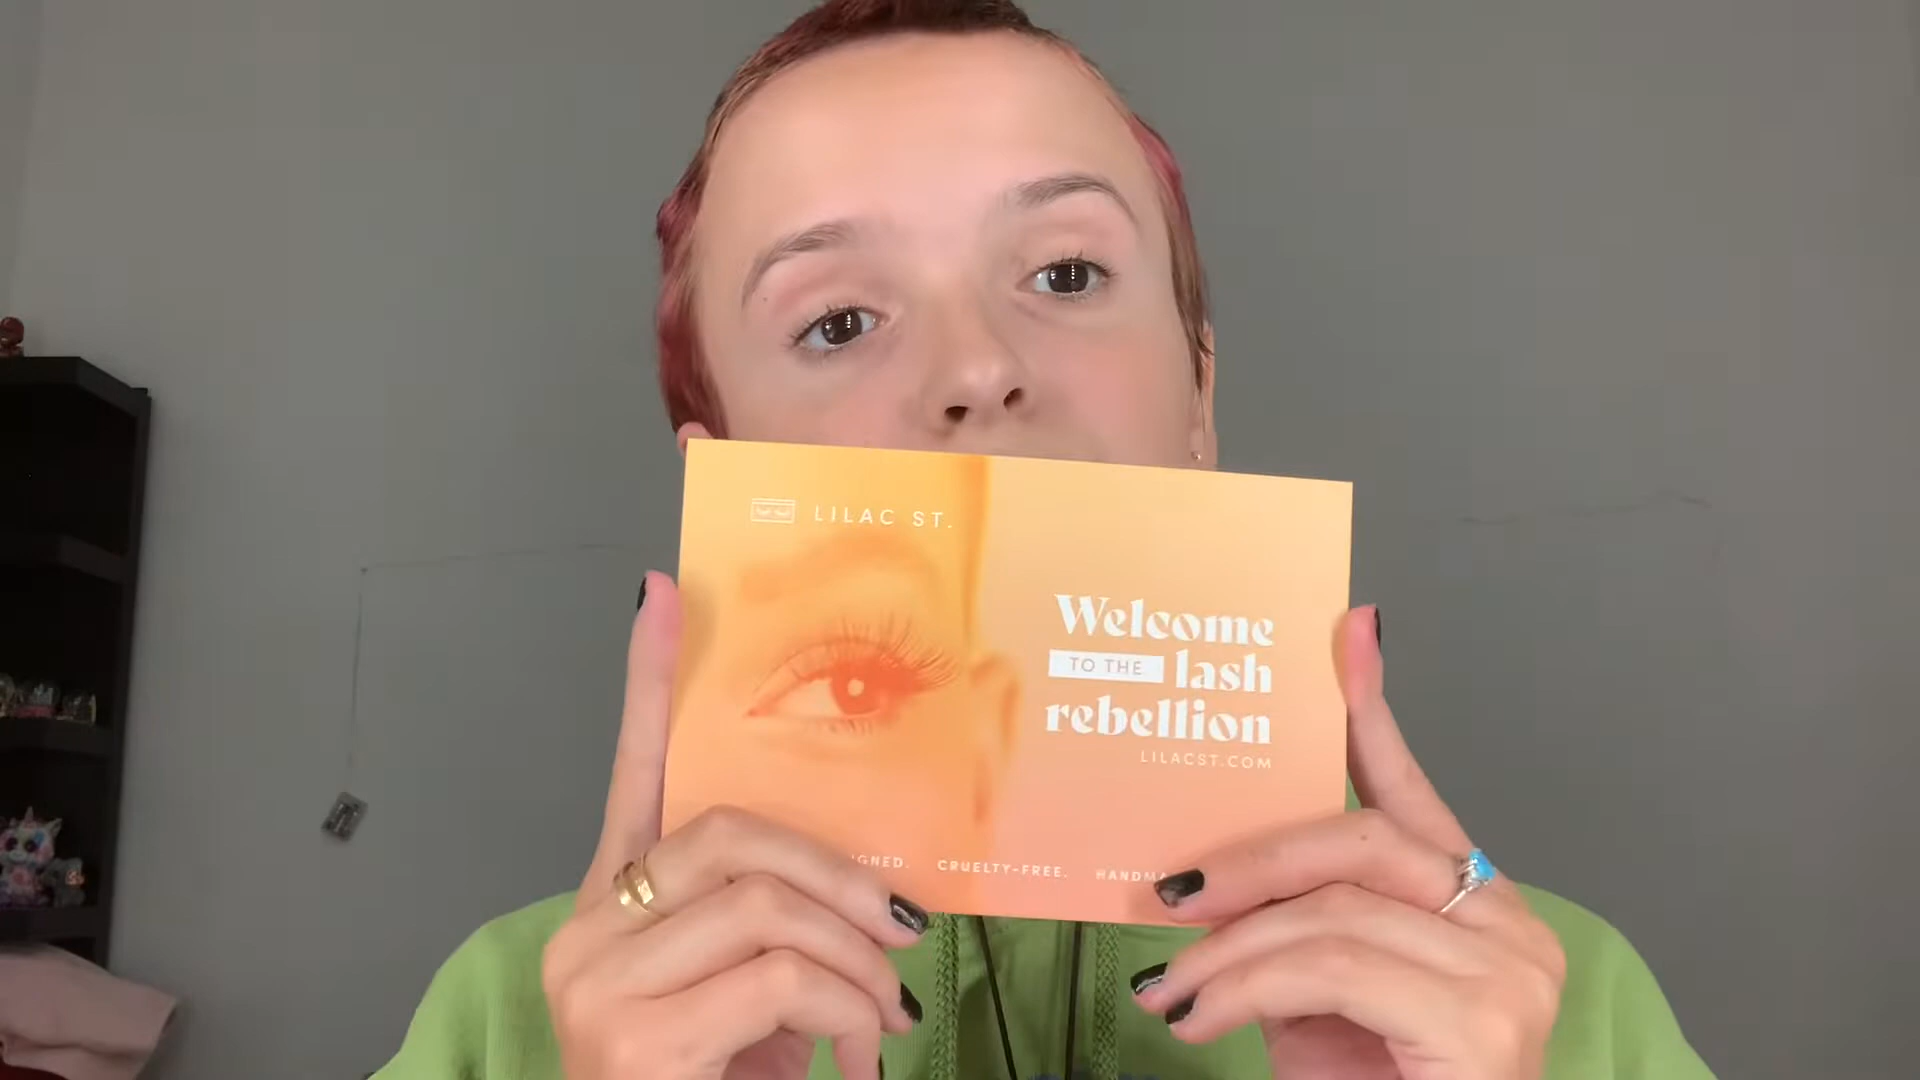 LILAC ST.
Welcome
TO THE lash
rebellion
LILACST.COM
CRUELTY-FREE.